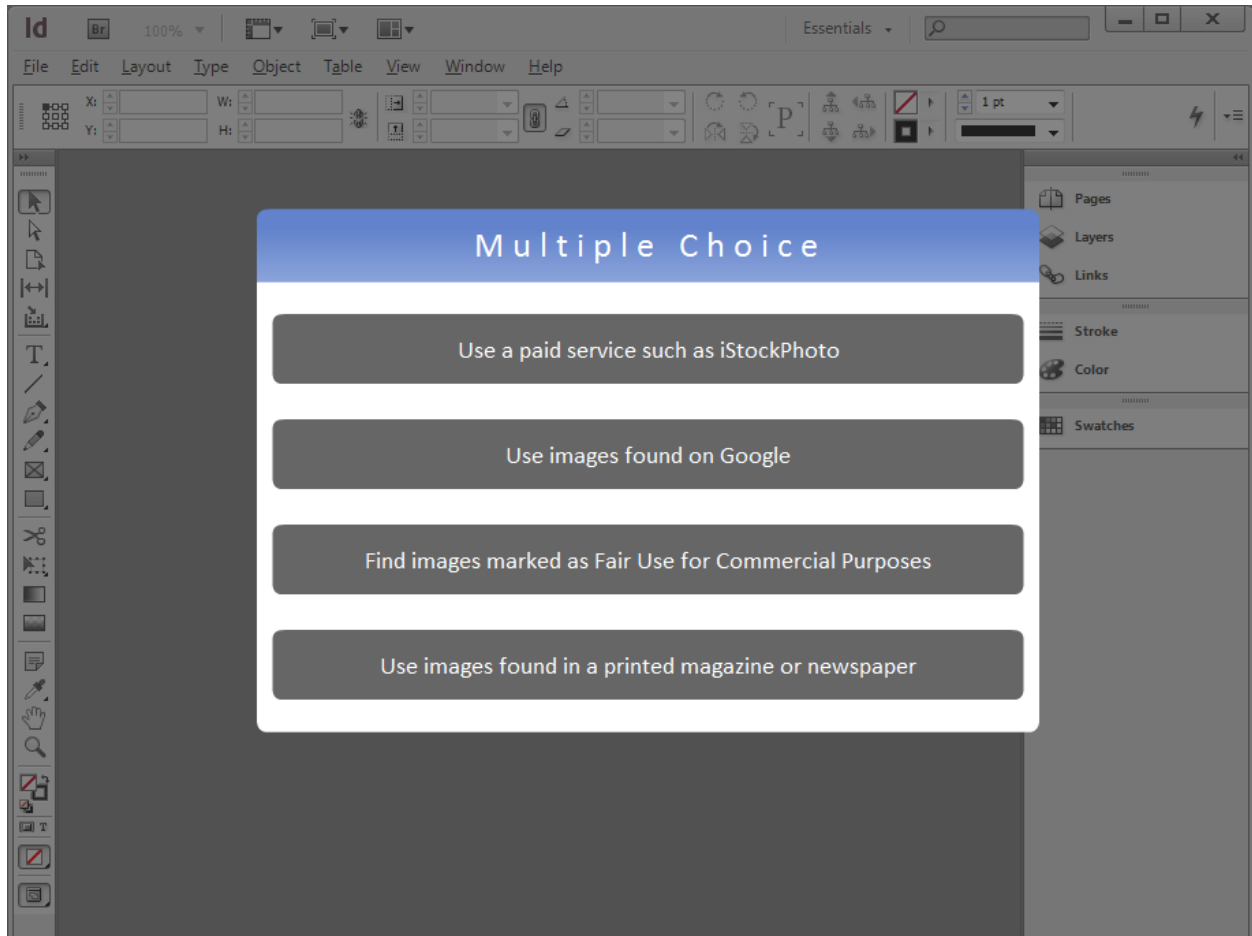 Id Br 100% Essentials
File Edit Layout Type Object Table View Window Help
X: W: 1 pt
Y: H: P
Pages
Layers
Links
Stroke
Color
Swatches
T
T
Multiple Choice
Use a paid service such as iStockPhoto
Use images found on Google
Find images marked as Fair Use for Commercial Purposes
Use images found in a printed magazine or newspaper